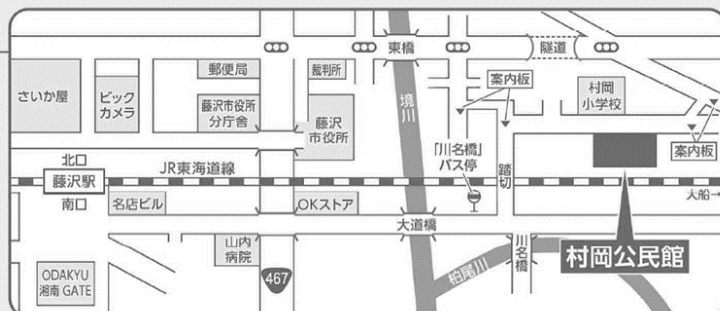 東橋
隧道
さいか屋
ビック
カメラ
郵便局
裁判所
藤沢市役所
分庁舎
藤沢
市役所
境川
案内板
村岡
小学校
「川名橋」
バス停
踏切
案内板
北口
藤沢駅
南口
JR東海道線
大船→
名店ビル
OKストア
大道橋
山内
病院
467
川名橋
柏尾川
村岡公民館
ODAKYU
湘南 GATE